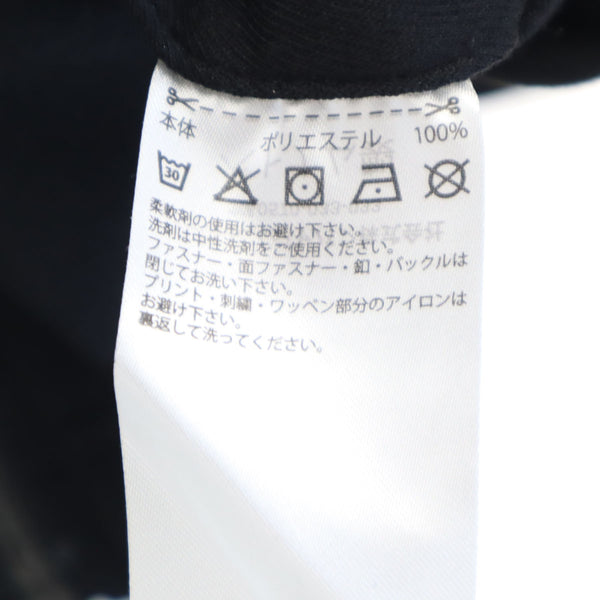 本体 ポリエステル 100%
30
柔軟剤の使用はお避け下さい。
洗剤は中性洗剤をご使用ください。
ファスナー・面ファスナー・釦・バックルは
閉じてお洗い下さい。
プリント・刺繍・ワッペン部分のアイロンは
お避け下さい。
裏返して洗ってください。